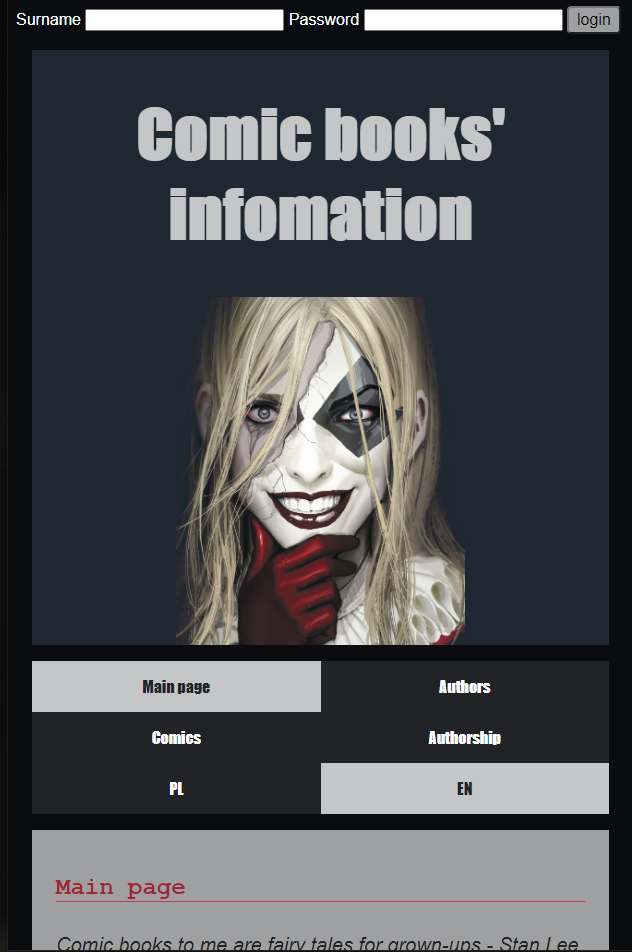 Surname Password login
Comic books'
infomation
Main page Authors
Comics Authorship
PL EN
Main page
Comic books to me are fairy tales for grown-ups - Stan Lee